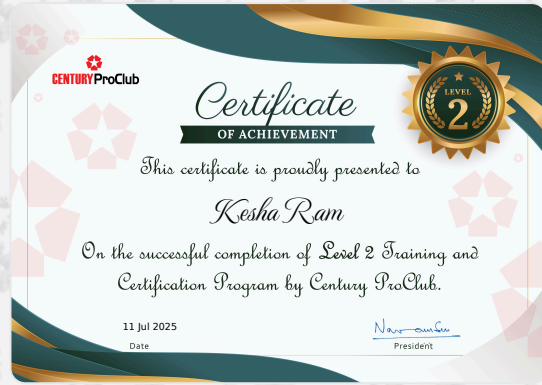 CENTURY ProClub
Certificate
OF ACHIEVEMENT
LEVEL
2
This certificate is proudly presented to
Kesha Ram
On the successful completion of Level 2 Training and
Certification Program by Century ProClub.
11 Jul 2025
Date
President